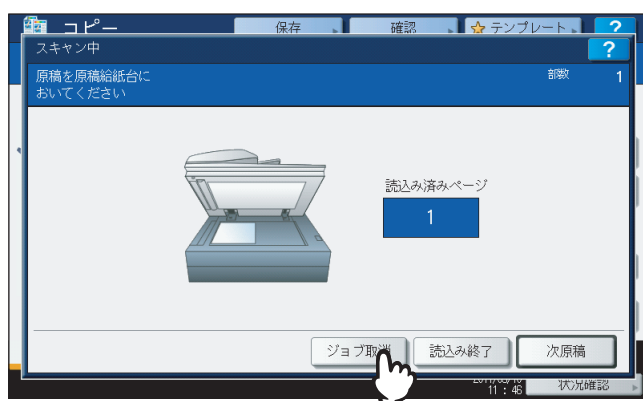 コピー 保存 確認 テンプレート ?
スキャン中 ?
原稿を原稿給紙台に 部数 1
おいてください
読込み済みページ
1
ジョブ取消 読込み終了 次原稿
11:46 状況確認